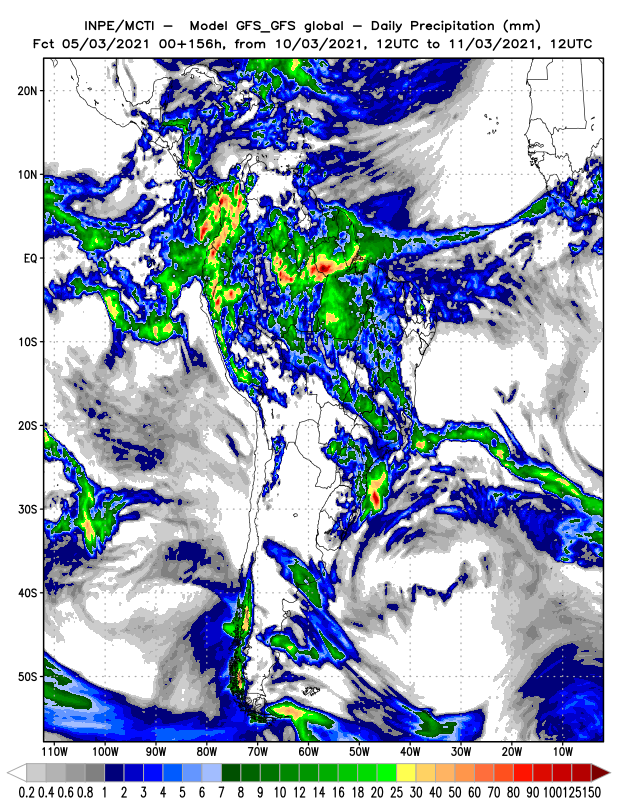 INPE/MCTI – Model GFS_GFS global – Daily Precipitation (mm)
Fct 05/03/2021 00+156h, from 10/03/2021, 12UTC to 11/03/2021, 12UTC
20N
10N
EQ
10S
20S
30S
40S
50S
110W 100W 90W 80W 70W 60W 50W 40W 30W 20W 10W
0.2 0.4 0.6 0.8 1 2 3 4 5 6 7 8 9 10 12 14 16 18 20 25 30 40 50 60 70 80 90 100 125 150